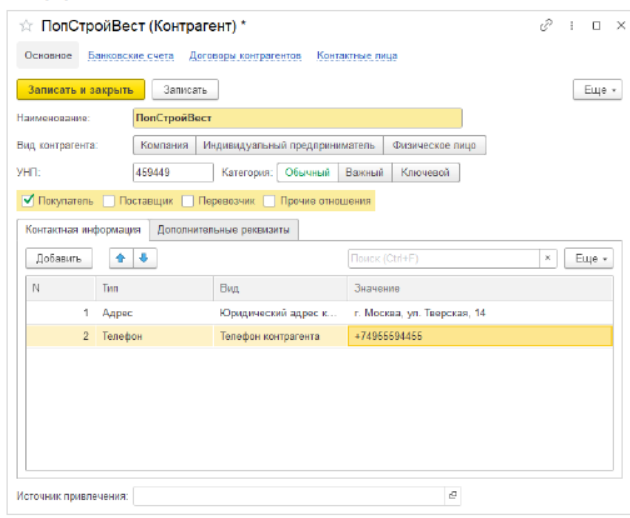 ПопСтройВест (Контрагент) *
Основное Банковские счета Договоры контрагентов Контактные лица
Записать и закрыть Записать Еще
Наименование: ПопСтройВест
Вид контрагента: Компания Индивидуальный предприниматель Физическое лицо
УНП: 459449 Категория: Обычный Важный Ключевой
Покупатель Поставщик Перевозчик Прочие отношения
Контактная информация Дополнительные реквизиты
Добавить Поиск (Ctrl+F) × Еще
N Тип Вид Значение
1 Адрес Юридический адрес к... г. Москва, ул. Тверская, 14
2 Телефон Телефон контрагента +74955594455
Источник привлечения: